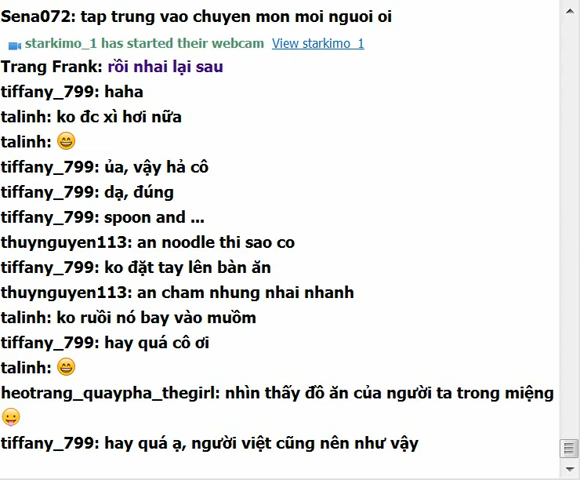 Sena072: tap trung vao chuyen mon moi nguoi oi
starkimo_1 has started their webcam View starkimo_1
Trang Frank: rồi nhai lại sau
tiffany_799: haha
talinh: ko đc xì hơi nữa
talinh: 😄
tiffany_799: ủa, vậy hả cô
tiffany_799: dạ, đúng
tiffany_799: spoon and ...
thuynguyen113: an noodle thi sao co
tiffany_799: ko đặt tay lên bàn ăn
thuynguyen113: an cham nhung nhai nhanh
talinh: ko ruồi nó bay vào muồm
tiffany_799: hay quá cô ơi
talinh: 😄
heotrang_quaypha_thegirl: nhìn thấy đồ ăn của người ta trong miệng
😛
tiffany_799: hay quá ạ, người việt cũng nên như vậy